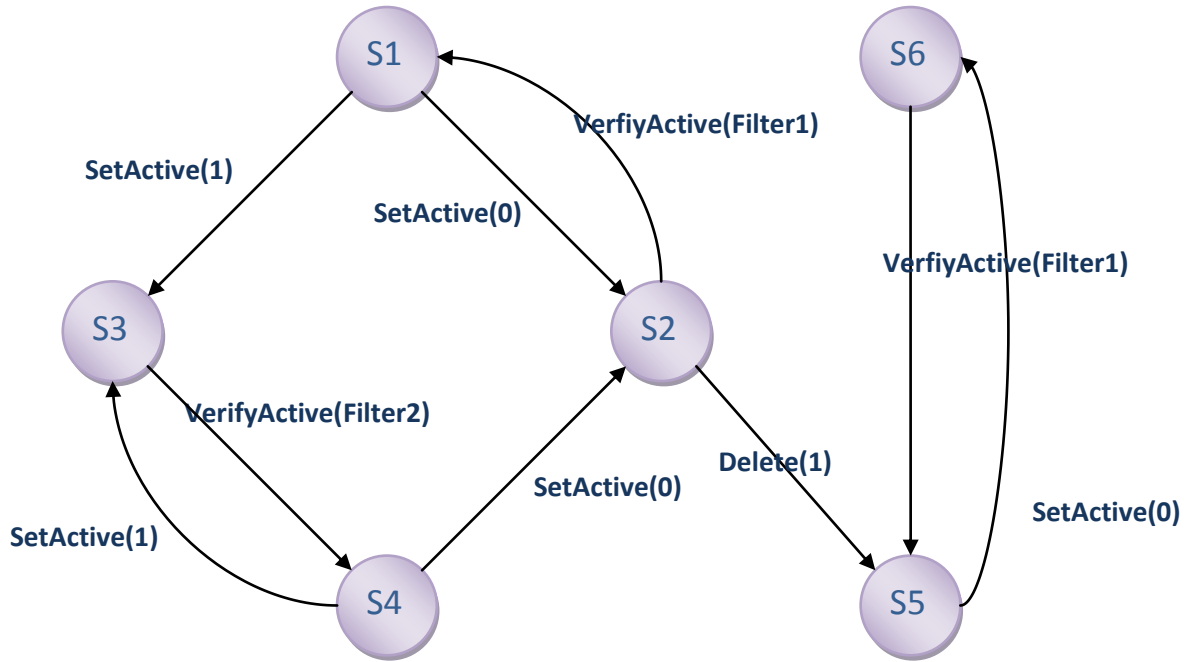 S1
S6
VerfiyActive(Filter1)
SetActive(1)
SetActive(0)
VerfiyActive(Filter1)
S3
S2
VerifyActive(Filter2)
Delete(1)
SetActive(0)
SetActive(0)
SetActive(1)
S4
S5